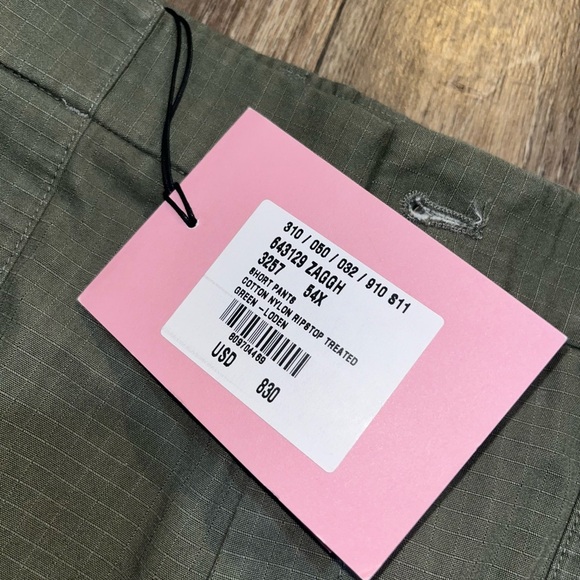 310 / 050 / 032 / 910 S11
643129 ZAGGH
3257 54X
SHORT PANTS
COTTON NYLON RIPSTOP TREATED
GREEN -LODEN
809704469
USD 830